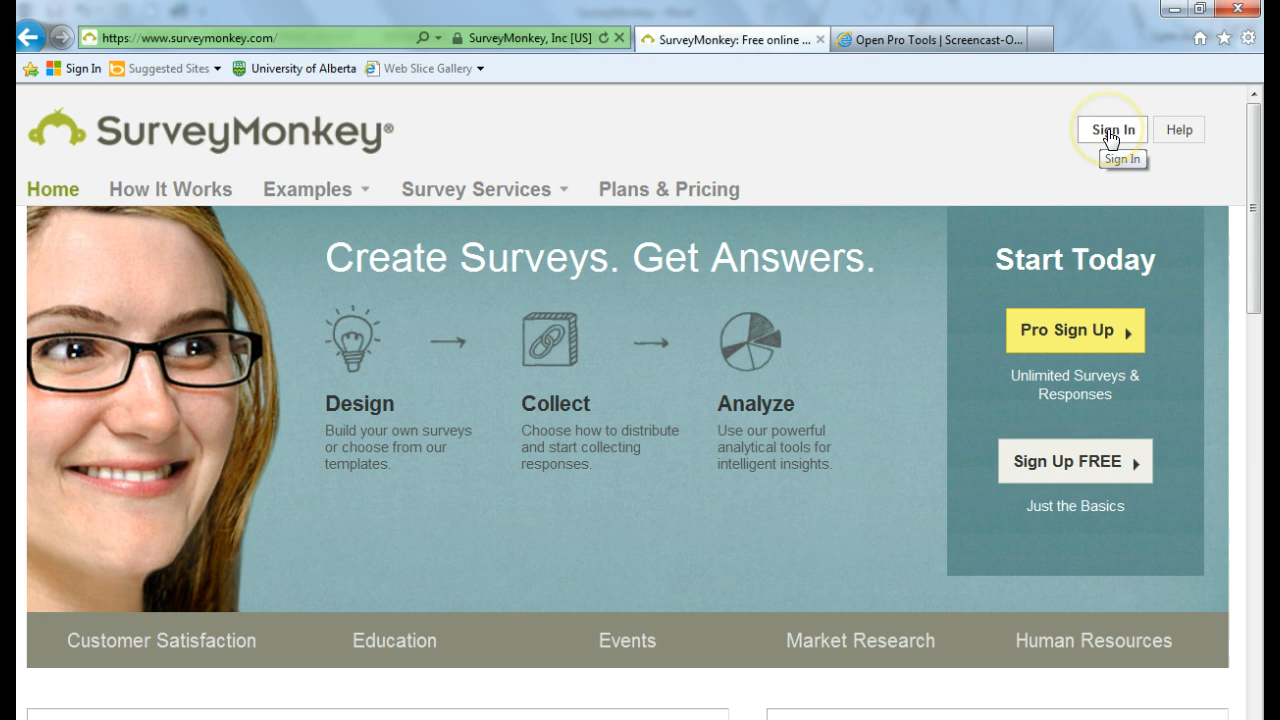 https://www.surveymonkey.com/
SurveyMonkey, Inc [US]
SurveyMonkey: Free online ...
Open Pro Tools | Screencast-O...
Sign In
Suggested Sites
University of Alberta
Web Slice Gallery
SurveyMonkey®
Sign In
Help
Sign In
Home
How It Works
Examples
Survey Services
Plans & Pricing
Create Surveys. Get Answers.
Design
Build your own surveys
or choose from our
templates.
Collect
Choose how to distribute
and start collecting
responses.
Analyze
Use our powerful
analytical tools for
intelligent insights.
Start Today
Pro Sign Up
Unlimited Surveys &
Responses
Sign Up FREE
Just the Basics
Customer Satisfaction
Education
Events
Market Research
Human Resources